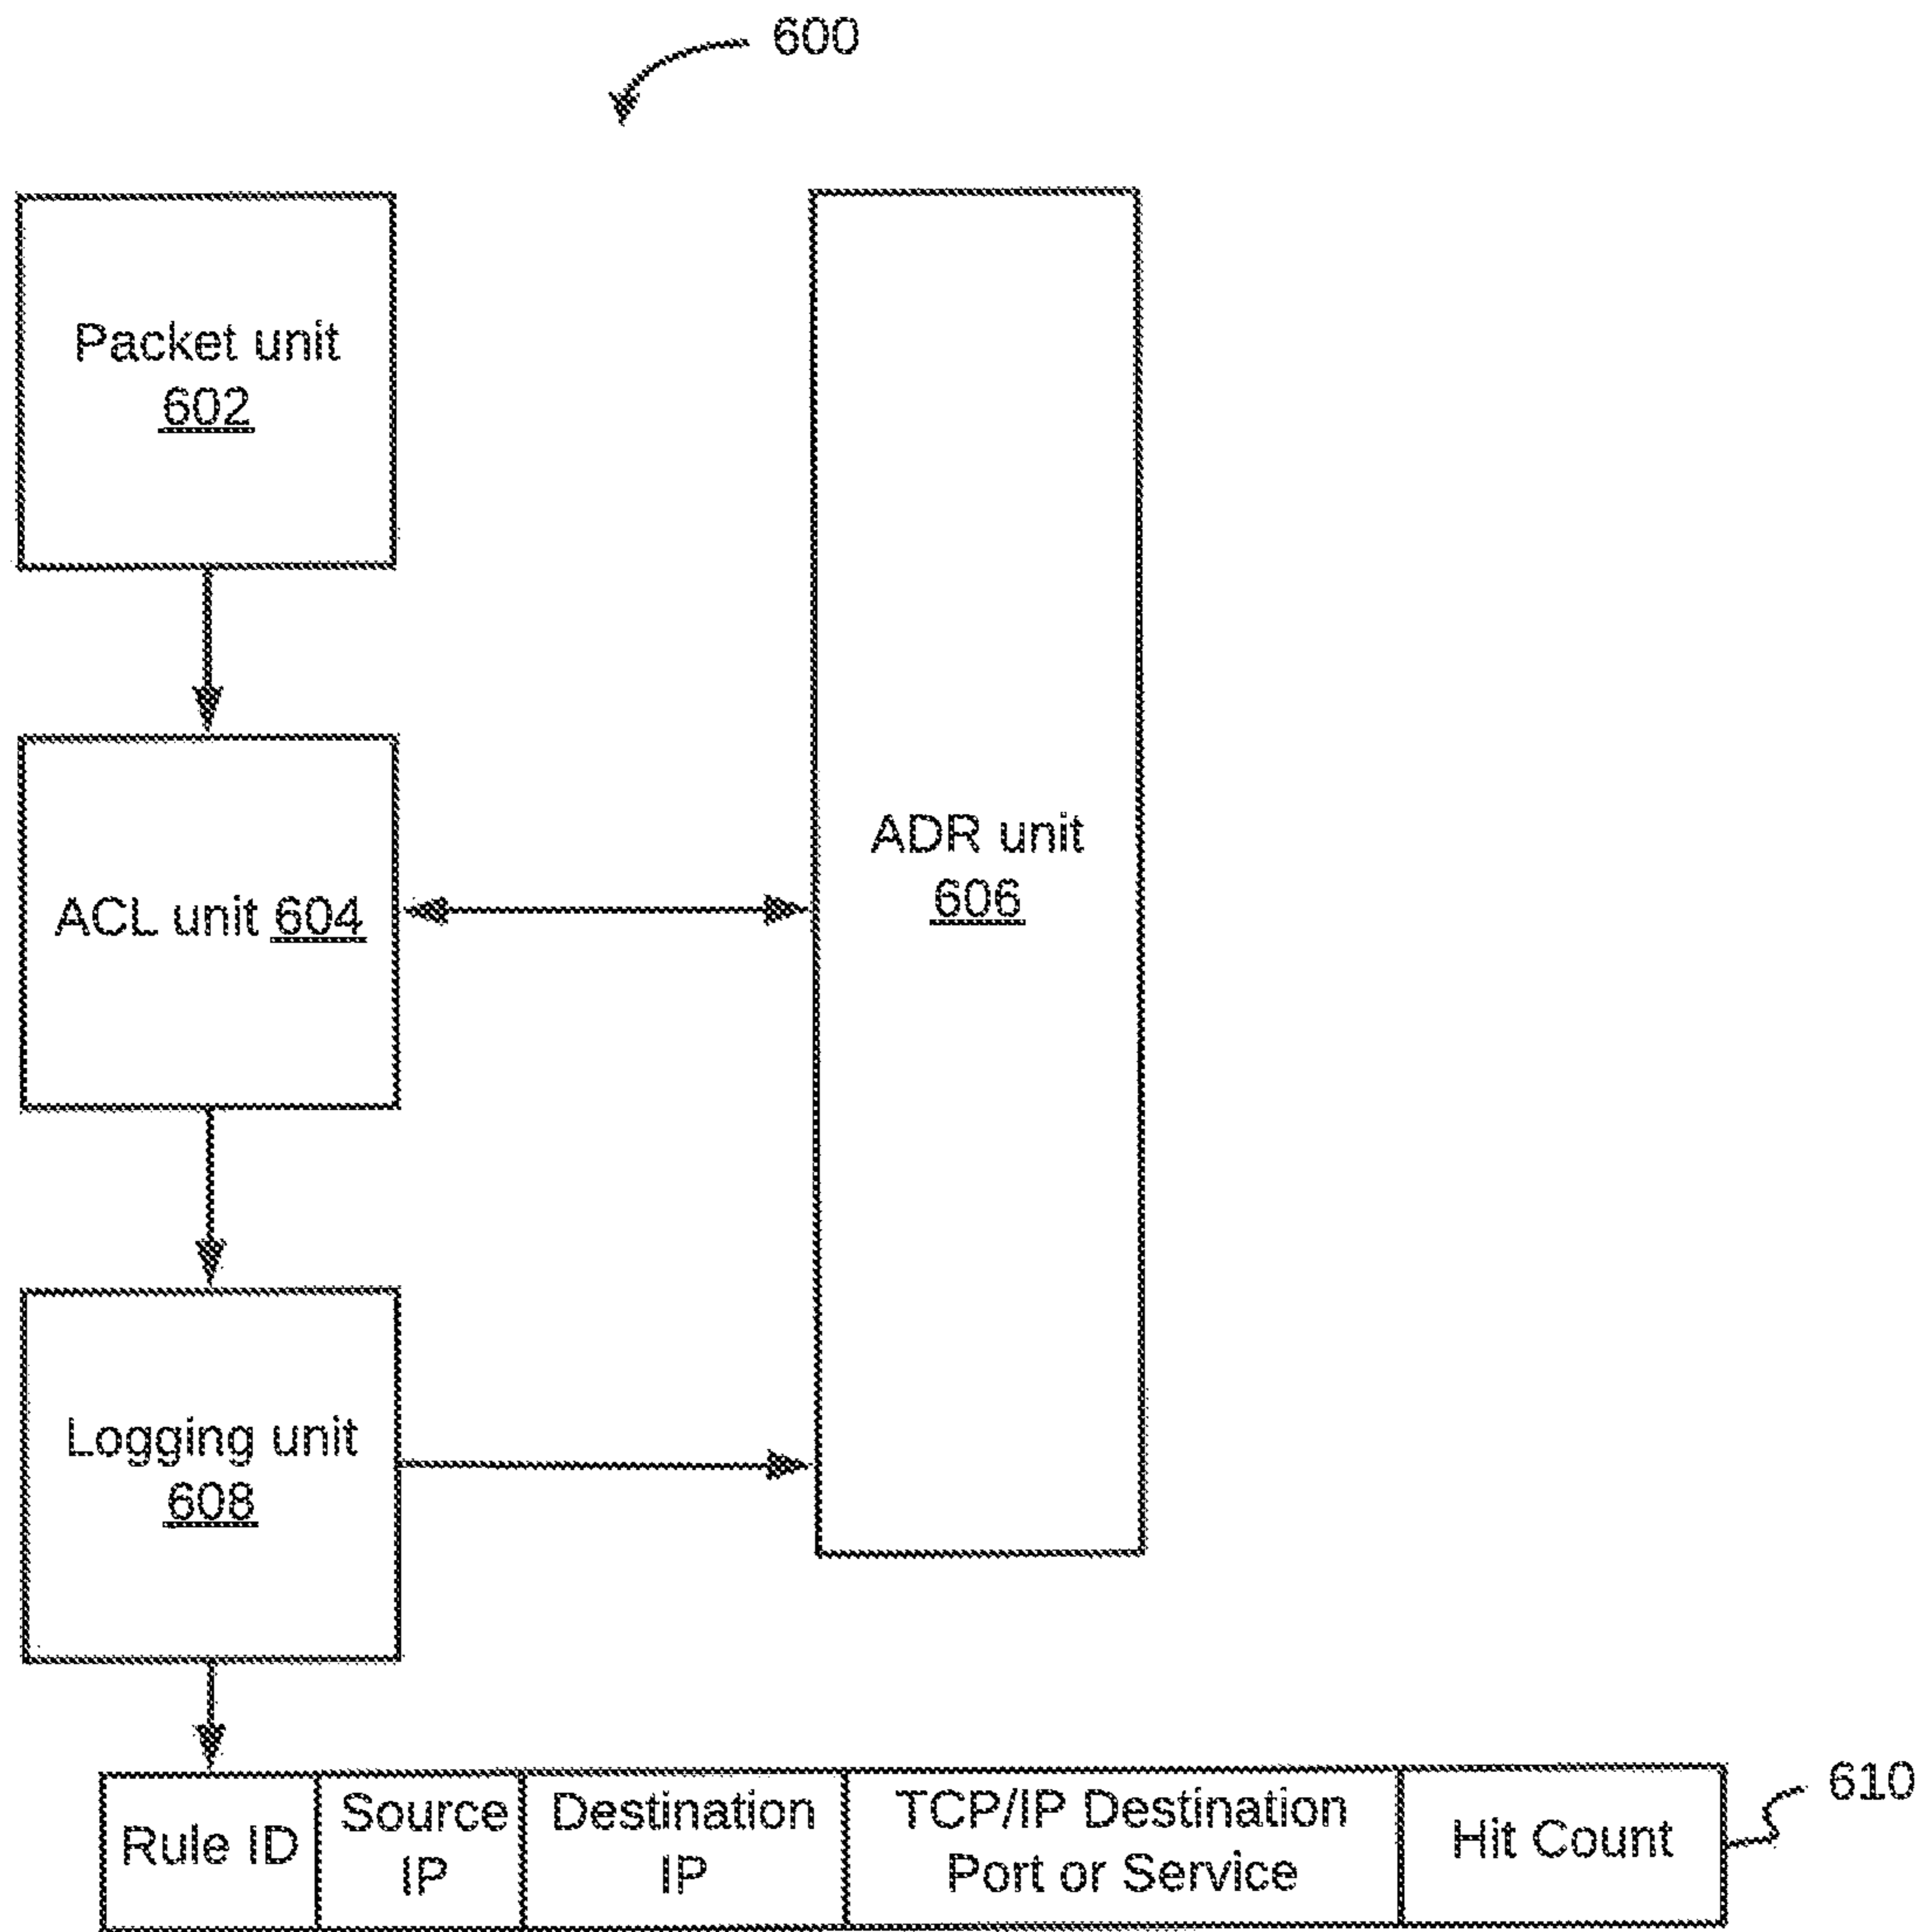 600
Packet unit
602
ACL unit 604
ADR unit
606
Logging unit
608
Rule ID
Source
IP
Destination
IP
TCP/IP Destination
Port or Service
Hit Count
610